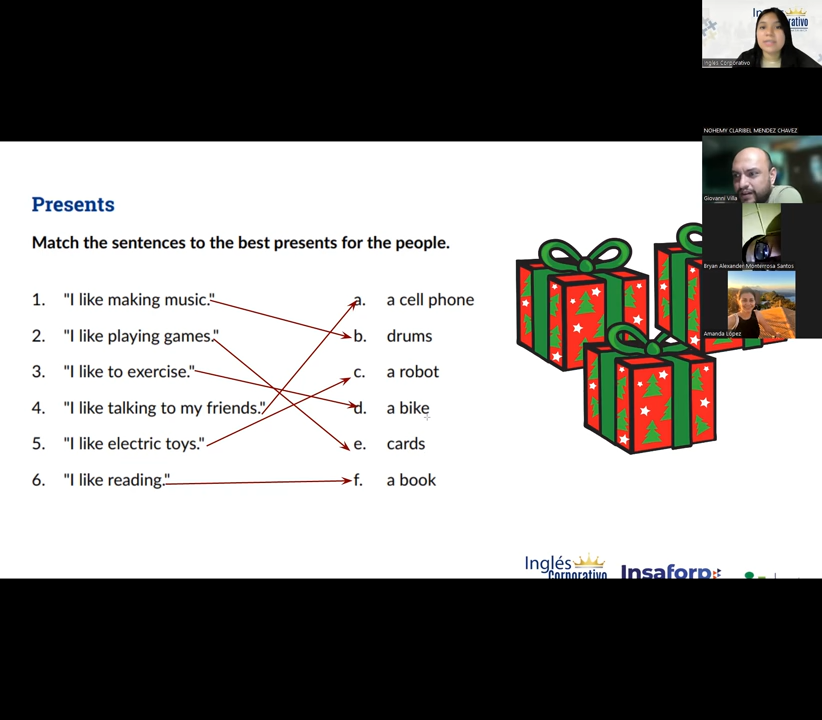 Inglés Corporativo
NOHEMY CLARIBEL MENDEZ CHAVEZ
Giovanni Villa
Bryan Alexander Monterrosa Santos
Amanda López
Presents
Match the sentences to the best presents for the people.
1. "I like making music."
a. a cell phone
2. "I like playing games."
b. drums
3. "I like to exercise."
c. a robot
4. "I like talking to my friends."
d. a bike
5. "I like electric toys."
e. cards
6. "I like reading."
f. a book
Inglés
Corporativo
Insaforp